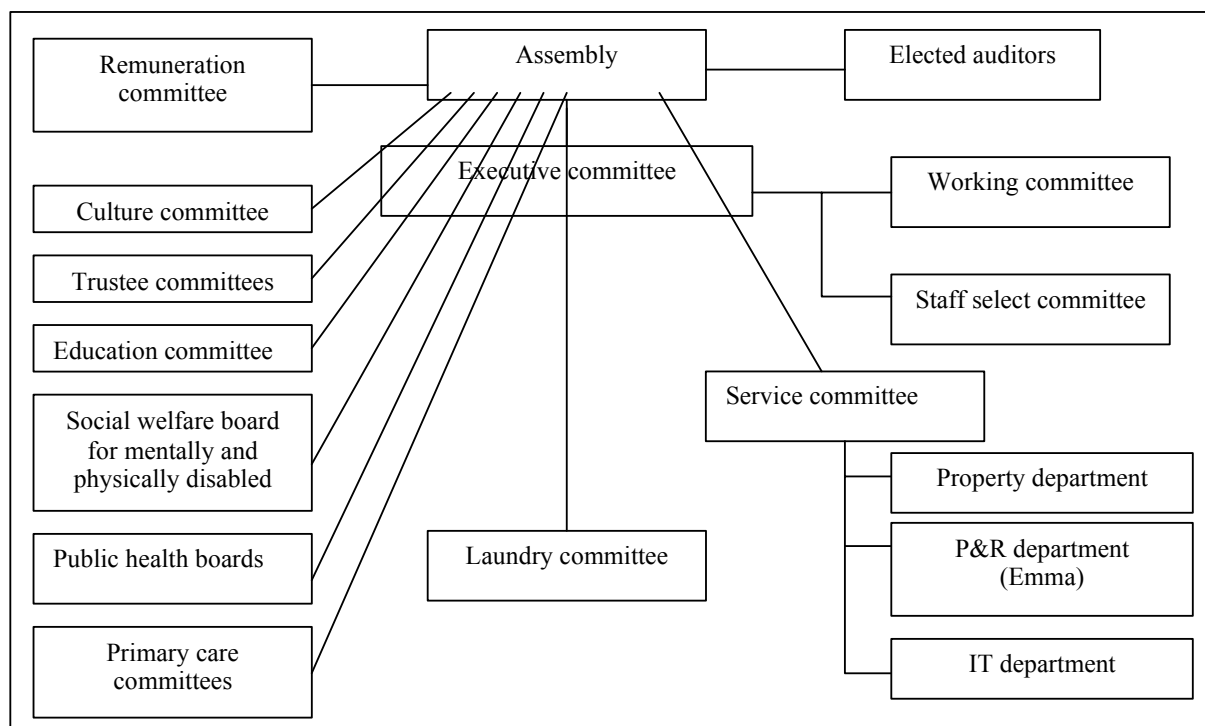 Remuneration
committee
Assembly
Elected auditors
Executive committee
Working committee
Culture committee
Trustee committees
Staff select committee
Education committee
Service committee
Social welfare board
for mentally and
physically disabled
Property department
Public health boards
Laundry committee
P&R department
(Emma)
Primary care
committees
IT department